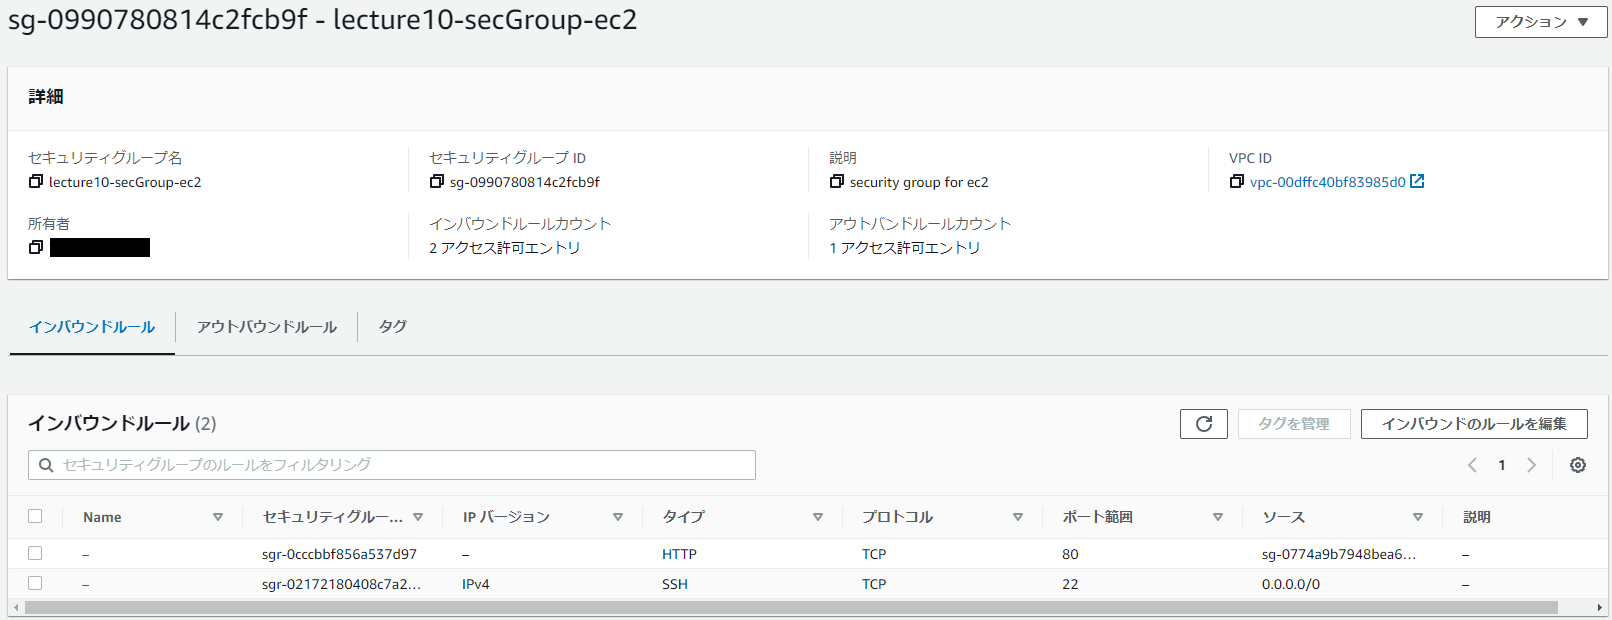 sg-0990780814c2fcb9f - lecture10-secGroup-ec2
アクション ▼
詳細
セキュリティグループ名
lecture10-secGroup-ec2
セキュリティグループ ID
sg-0990780814c2fcb9f
説明
security group for ec2
VPC ID
vpc-00dffc40bf83985d0
所有者
インバウンドルールカウント
2 アクセス許可エントリ
アウトバンドルールカウント
1 アクセス許可エントリ
インバウンドルール アウトバウンドルール タグ
インバウンドルール (2)
タグを管理 インバウンドのルールを編集
セキュリティグループのルールをフィルタリング
1
Name セキュリティグルー... IP バージョン タイプ プロトコル ポート範囲 ソース 説明
– sgr-0cccbbf856a537d97 – HTTP TCP 80 sg-0774a9b7948bea6... –
– sgr-02172180408c7a2... IPv4 SSH TCP 22 0.0.0.0/0 –